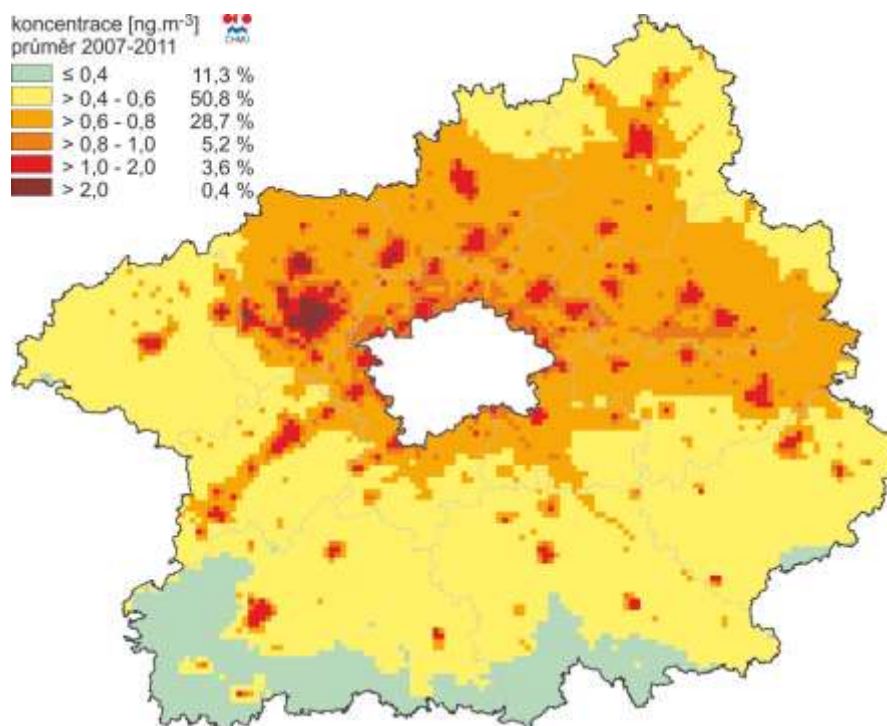 koncentrace [ng.m-3]
průměr 2007-2011
ČHMÚ
≤ 0,4 11,3 %
> 0,4 - 0,6 50,8 %
> 0,6 - 0,8 28,7 %
> 0,8 - 1,0 5,2 %
> 1,0 - 2,0 3,6 %
> 2,0 0,4 %